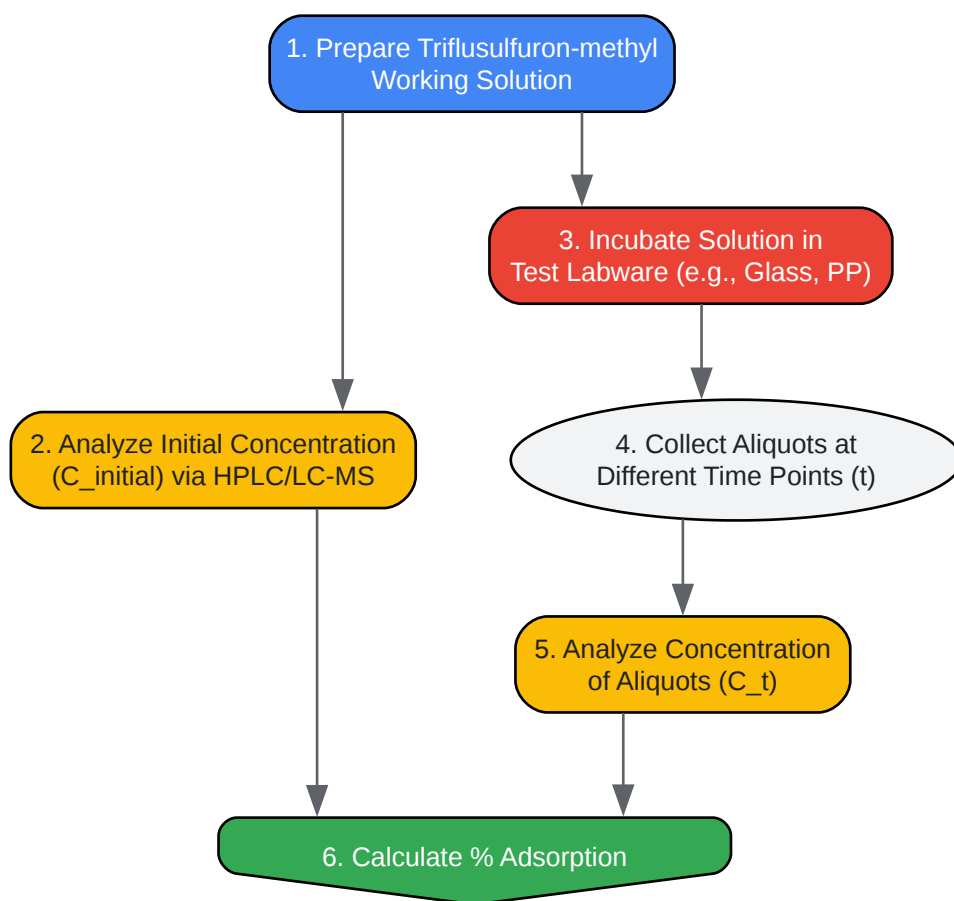 1. Prepare Triflusulfuron-methyl
Working Solution
3. Incubate Solution in
Test Labware (e.g., Glass, PP)
2. Analyze Initial Concentration
(C_initial) via HPLC/LC-MS
4. Collect Aliquots at
Different Time Points (t)
5. Analyze Concentration
of Aliquots (C_t)
6. Calculate % Adsorption